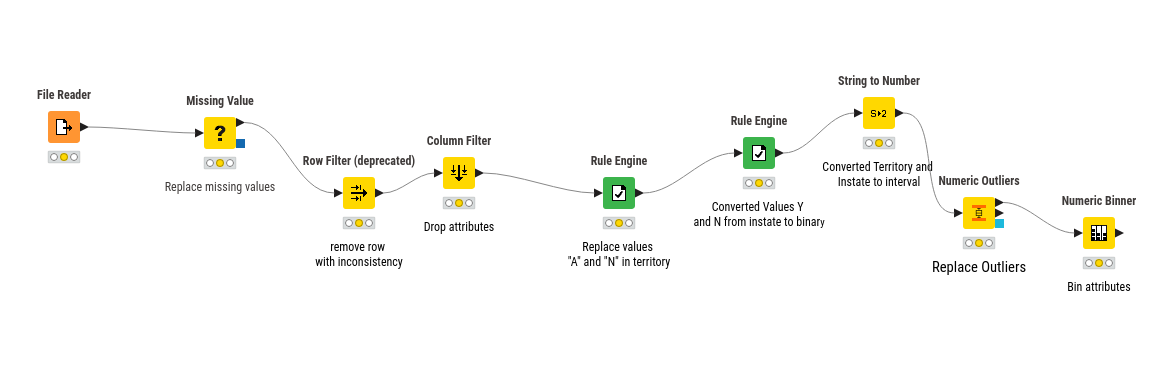 File Reader
Missing Value
?
Replace missing values
Row Filter (deprecated)
remove row
with inconsistency
Column Filter
Drop attributes
Rule Engine
Replace values
"A" and "N" in territory
Rule Engine
Converted Values Y
and N from instate to binary
String to Number
S▸2
Converted Territory and
Instate to interval
Numeric Outliers
Replace Outliers
Numeric Binner
Bin attributes